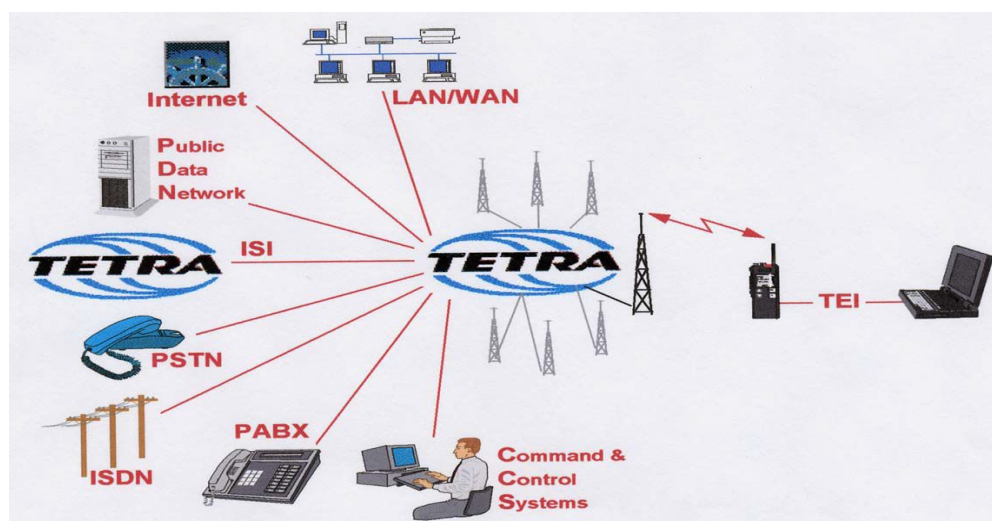 Internet
LAN/WAN
Public
Data
Network
ISI
TETRA
TETRA
TEI
PSTN
ISDN
PABX
Command &
Control
Systems